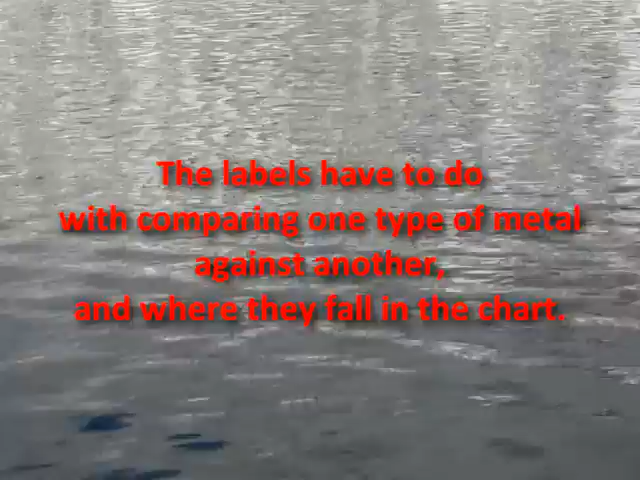 The labels have to do
with comparing one type of metal
against another,
and where they fall in the chart.